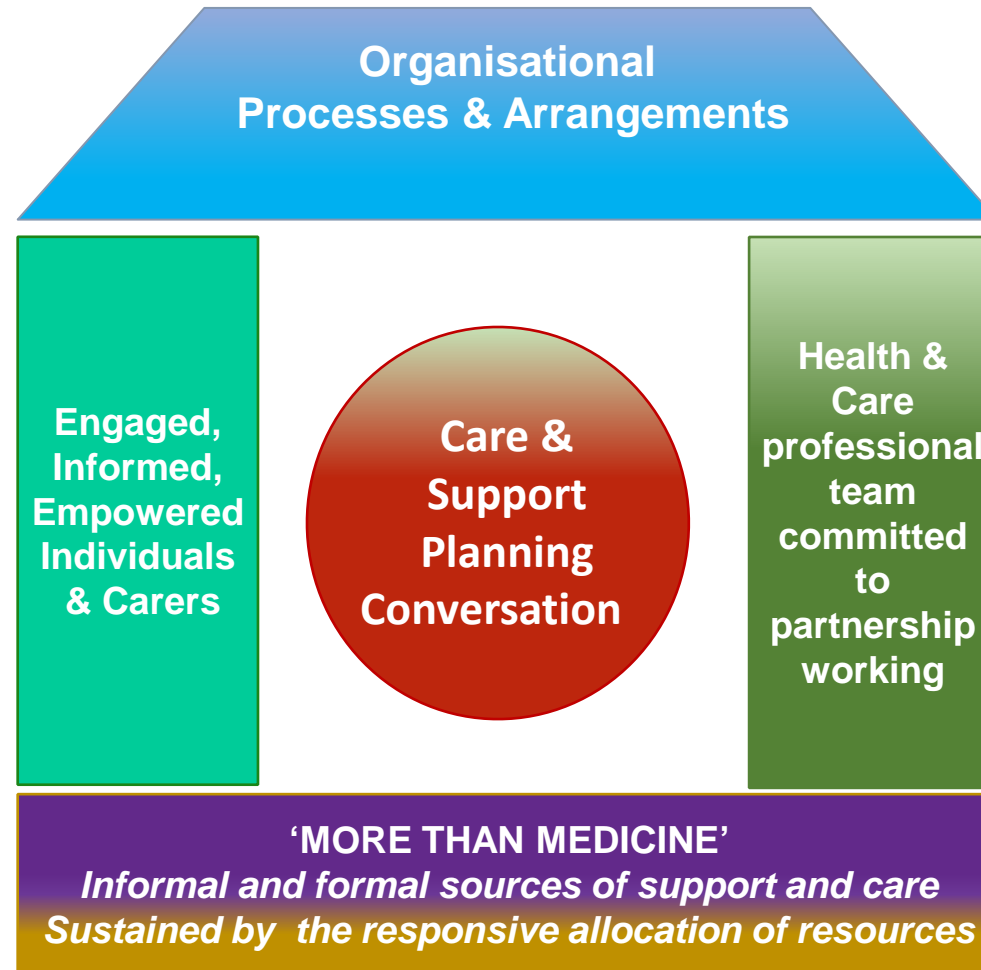 Organisational
Processes & Arrangements
Engaged,
Informed,
Empowered
Individuals
& Carers
Care &
Support
Planning
Conversation
Health &
Care
professional
team
committed
to
partnership
working
‘MORE THAN MEDICINE’
Informal and formal sources of support and care
Sustained by the responsive allocation of resources